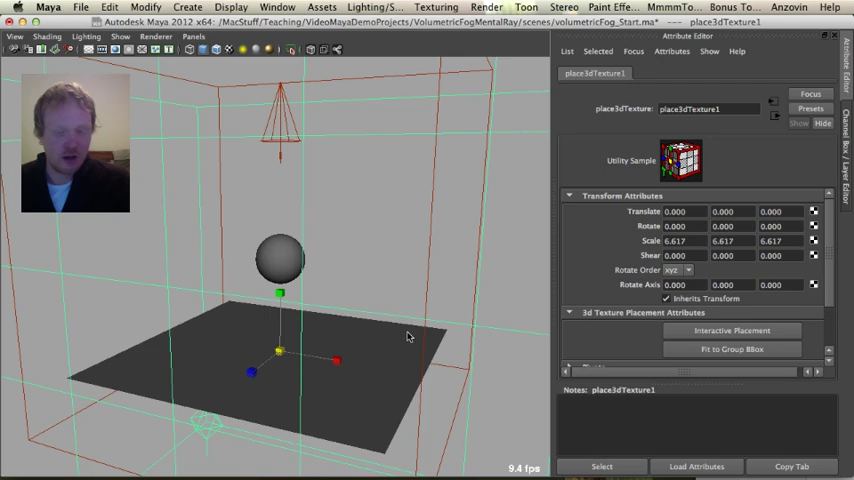 Maya File Edit Modify Create Display Window Assets Lighting/S... Texturing Render Toon Stereo Paint Effe... MmmmTo... Bonus To... Anzovin H
Autodesk Maya 2012 x64: /MacStuff/Teaching/VideoMayaDemoProjects/VolumetricFogMentalRay/scenes/volumetricFog_Start.ma* --- place3dTexture1
View Shading Lighting Show Renderer Panels
Attribute Editor
List Selected Focus Attributes Show Help
place3dTexture1
Focus
place3dTexture: place3dTexture1
Presets
Show Hide
Utility Sample
Transform Attributes
Translate 0.000 0.000 0.000
Rotate 0.000 0.000 0.000
Scale 6.617 6.617 6.617
Shear 0.000 0.000 0.000
Rotate Order xyz
Rotate Axis 0.000 0.000 0.000
Inherits Transform
3d Texture Placement Attributes
Interactive Placement
Fit to Group BBox
Notes: place3dTexture1
Select Load Attributes Copy Tab
9.4 fps
Attribute Editor
Channel Box / Layer Editor